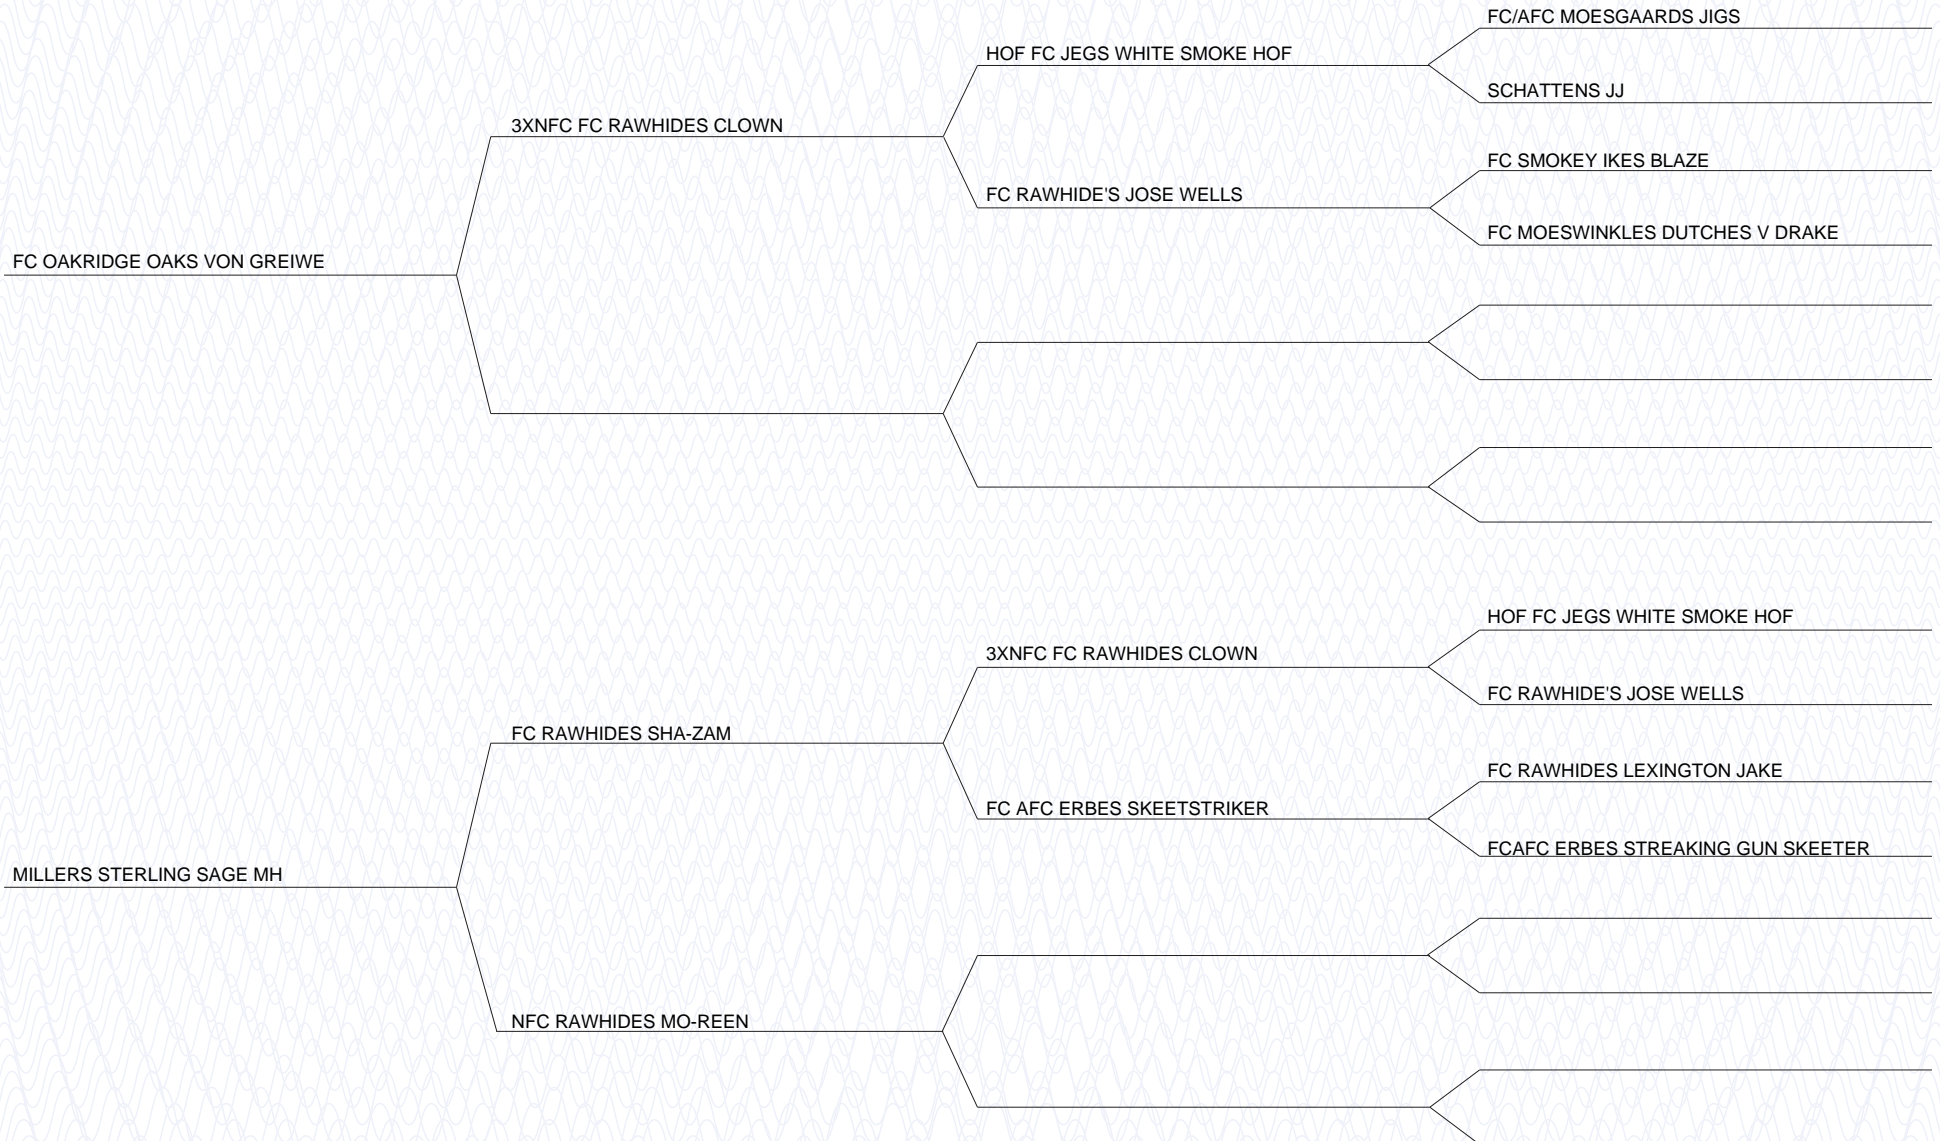 FC/AFC MOESGAARDS JIGS
HOF FC JEGS WHITE SMOKE HOF
SCHATTENS JJ
3XNFC FC RAWHIDES CLOWN
FC SMOKEY IKES BLAZE
FC RAWHIDE'S JOSE WELLS
FC MOESWINKLES DUTCHES V DRAKE
FC OAKRIDGE OAKS VON GREIWE
HOF FC JEGS WHITE SMOKE HOF
3XNFC FC RAWHIDES CLOWN
FC RAWHIDE'S JOSE WELLS
FC RAWHIDES SHA-ZAM
FC RAWHIDES LEXINGTON JAKE
FC AFC ERBES SKEETSTRIKER
FCAFC ERBES STREAKING GUN SKEETER
MILLERS STERLING SAGE MH
NFC RAWHIDES MO-REEN